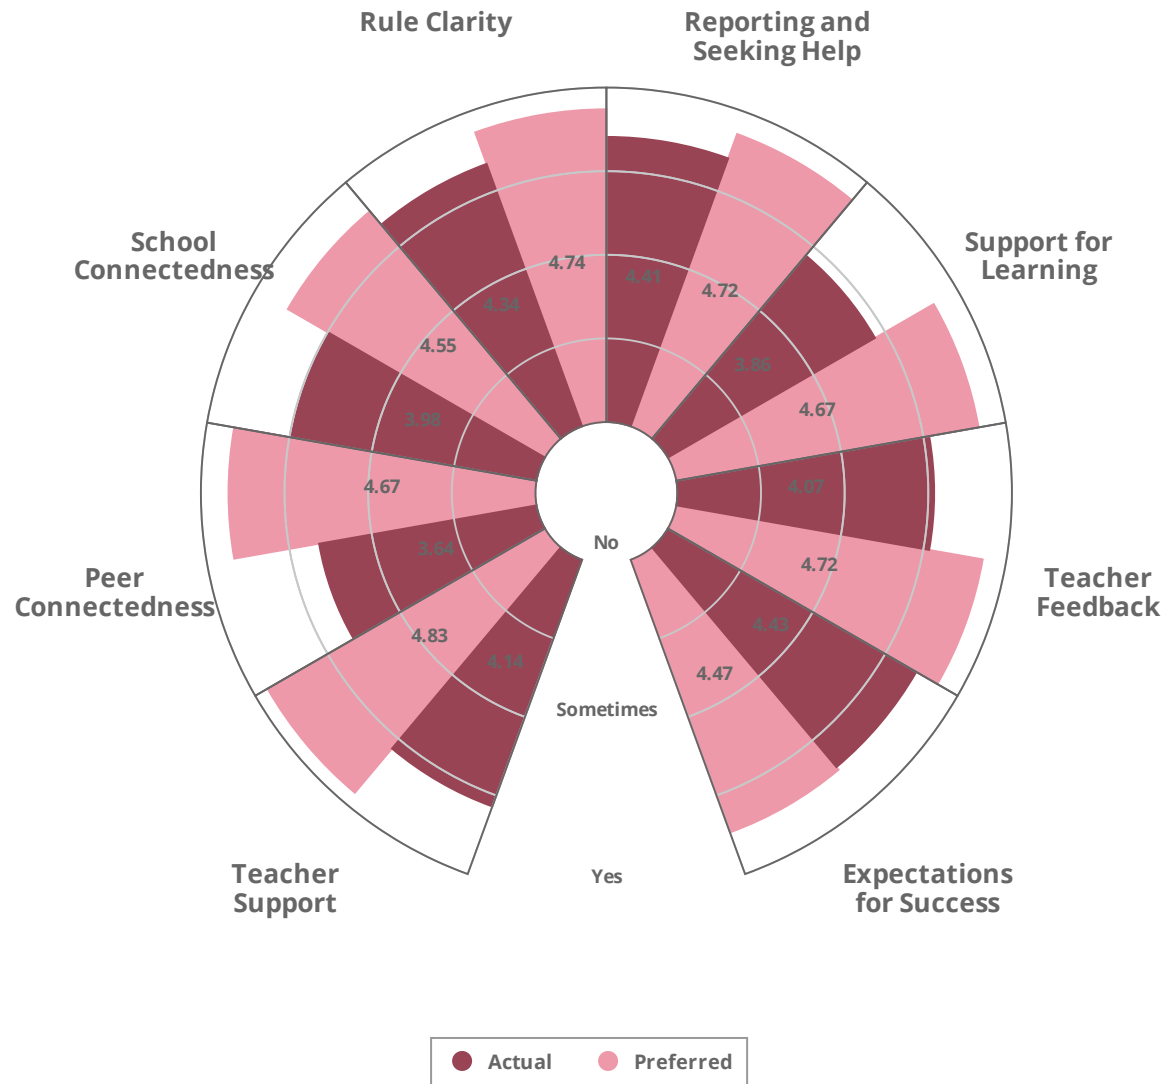 Rule Clarity
Reporting and
Seeking Help
School
Connectedness
Support for
Learning
4.74
4.41
4.72
4.34
4.55
3.86
4.67
3.98
4.67
4.07
3.64
No
4.72
Peer
Connectedness
Teacher
Feedback
4.83
4.43
4.14
4.47
Sometimes
Teacher
Support
Yes
Expectations
for Success
Actual
Preferred